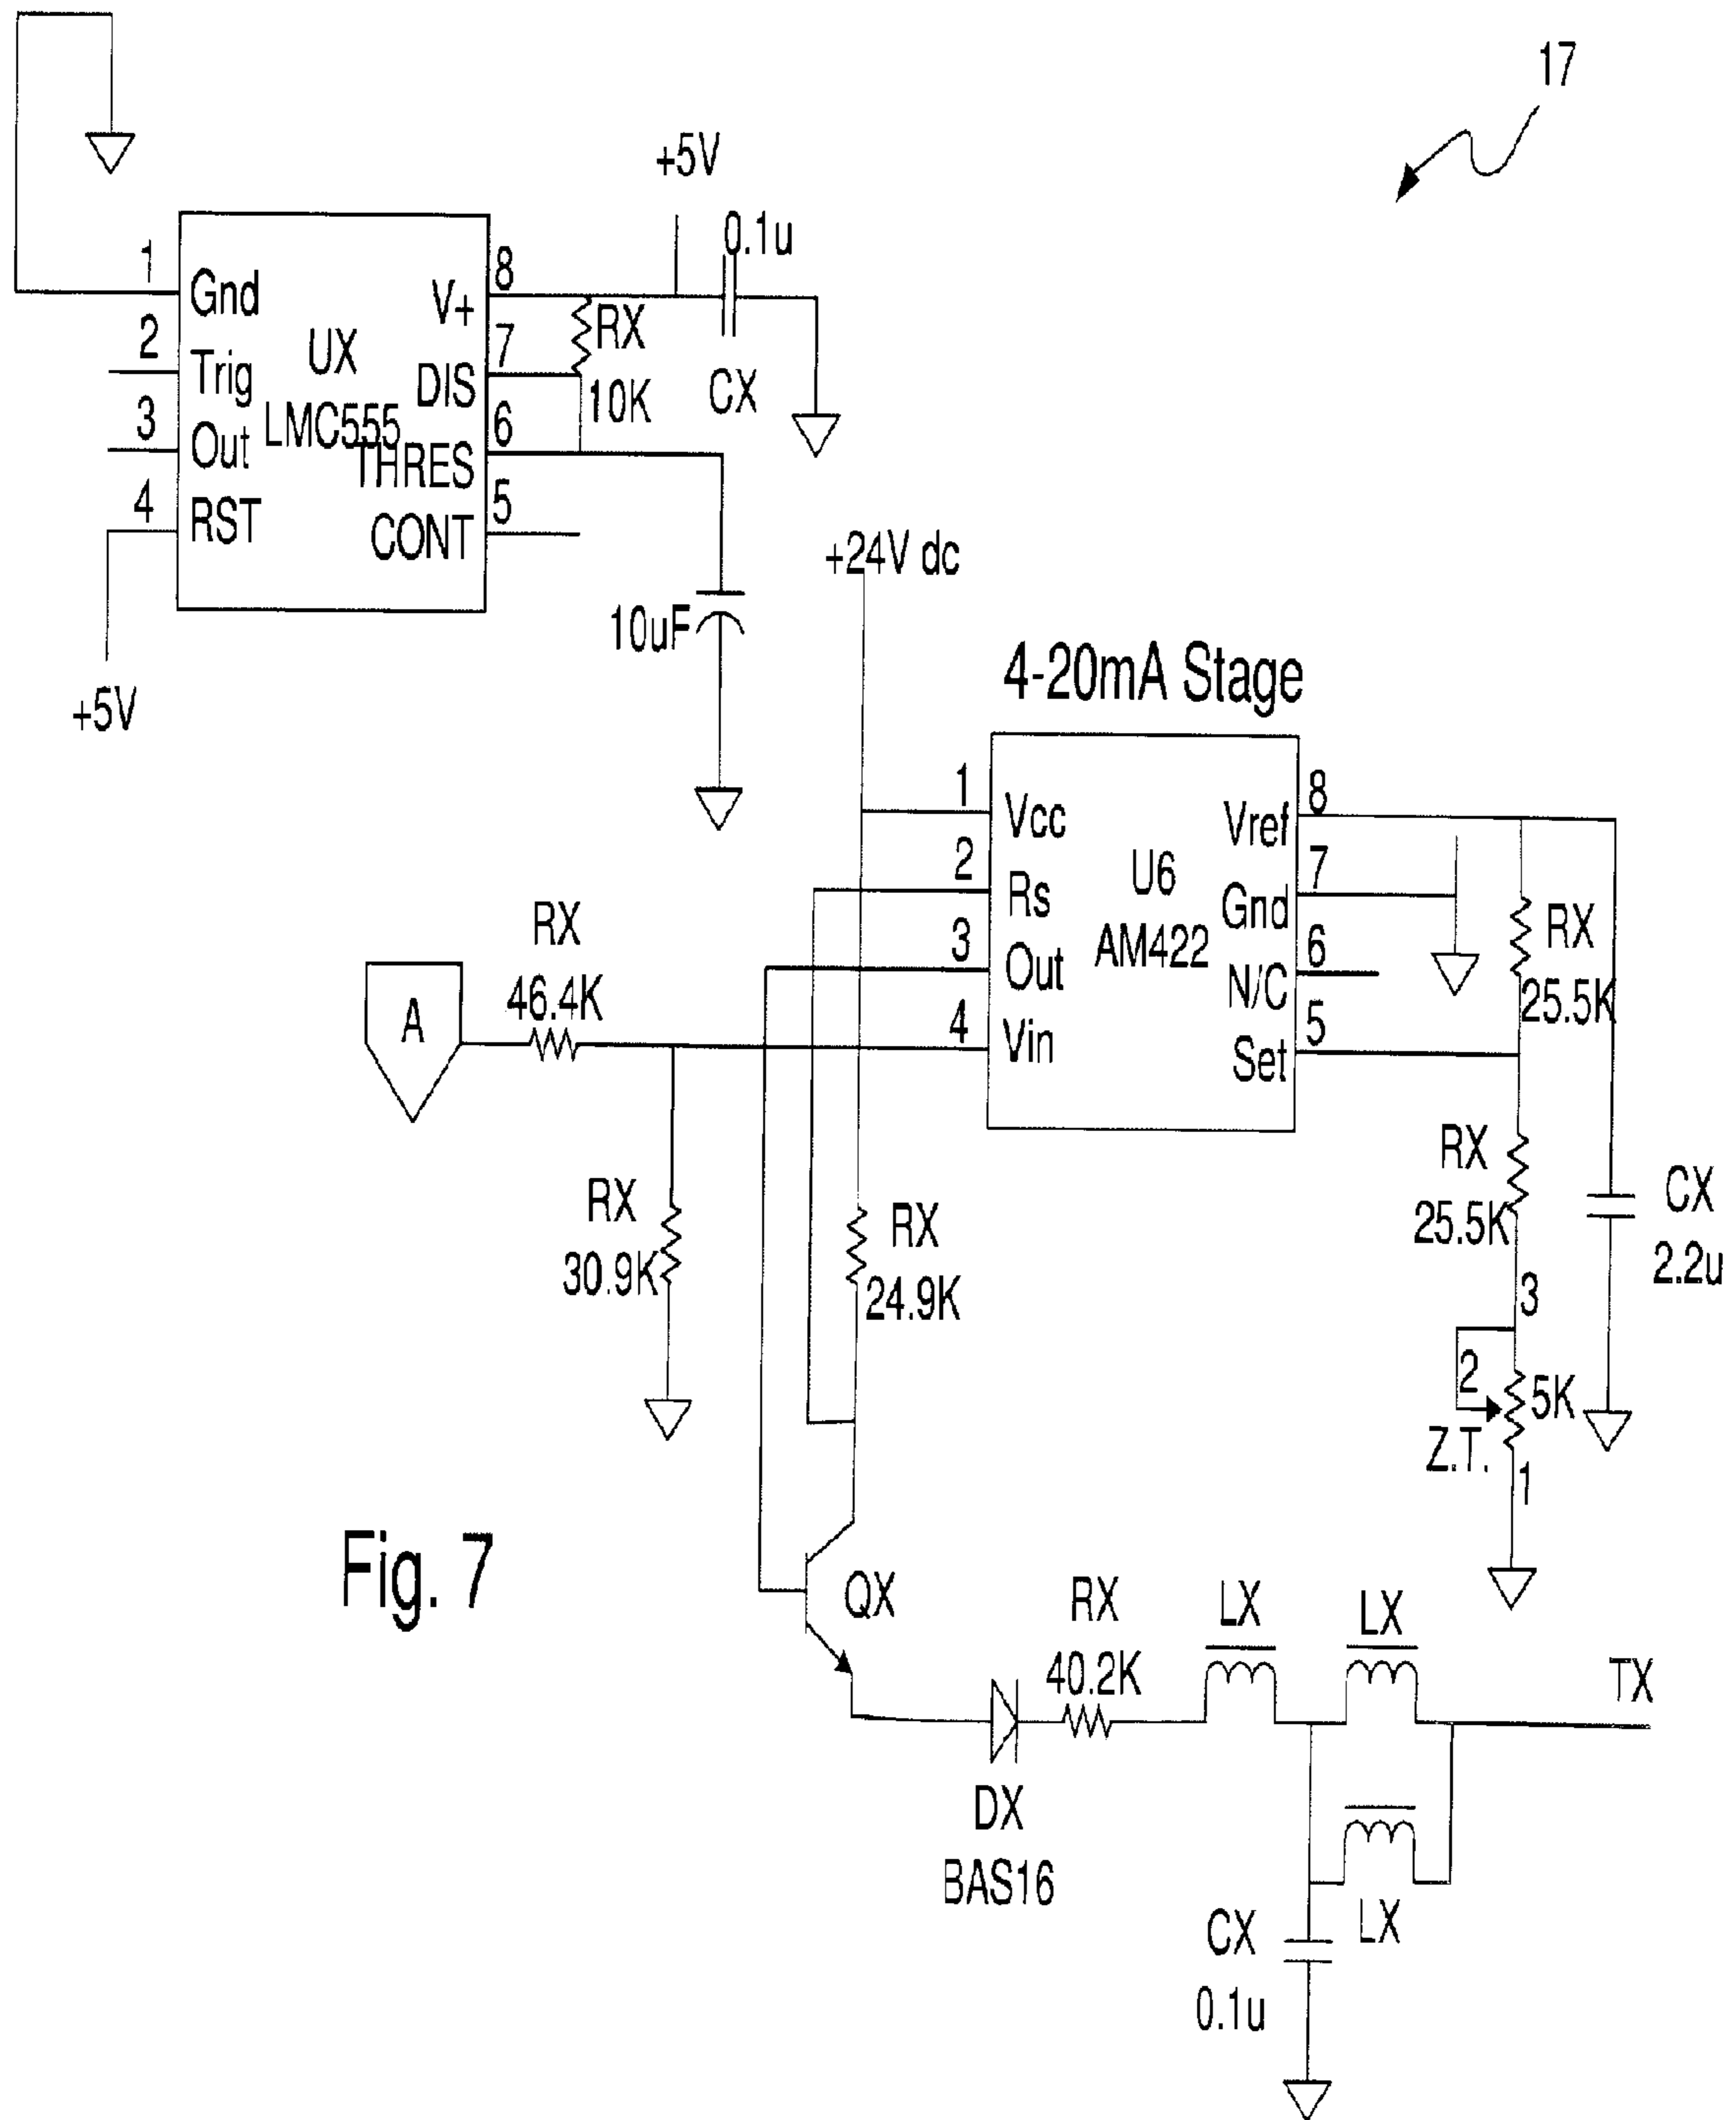 17
+5V
0.1u
1
Gnd
8
V+
RX
2
Trig
UX
7
DIS
10K
CX
3
Out
LMC555
6
THRES
4
RST
5
CONT
+24V dc
10uF
+5V
4-20mA Stage
1
Vcc
8
Vref
2
Rs
U6
7
Gnd
RX
RX
3
Out
AM422
6
N/C
25.5K
A
46.4K
4
Vin
5
Set
RX
30.9K
RX
24.9K
RX
25.5K
CX
2.2u
3
2
5K
Z.T.
1
Fig. 7
QX
RX
40.2K
LX
LX
TX
DX
BAS16
LX
CX
0.1u